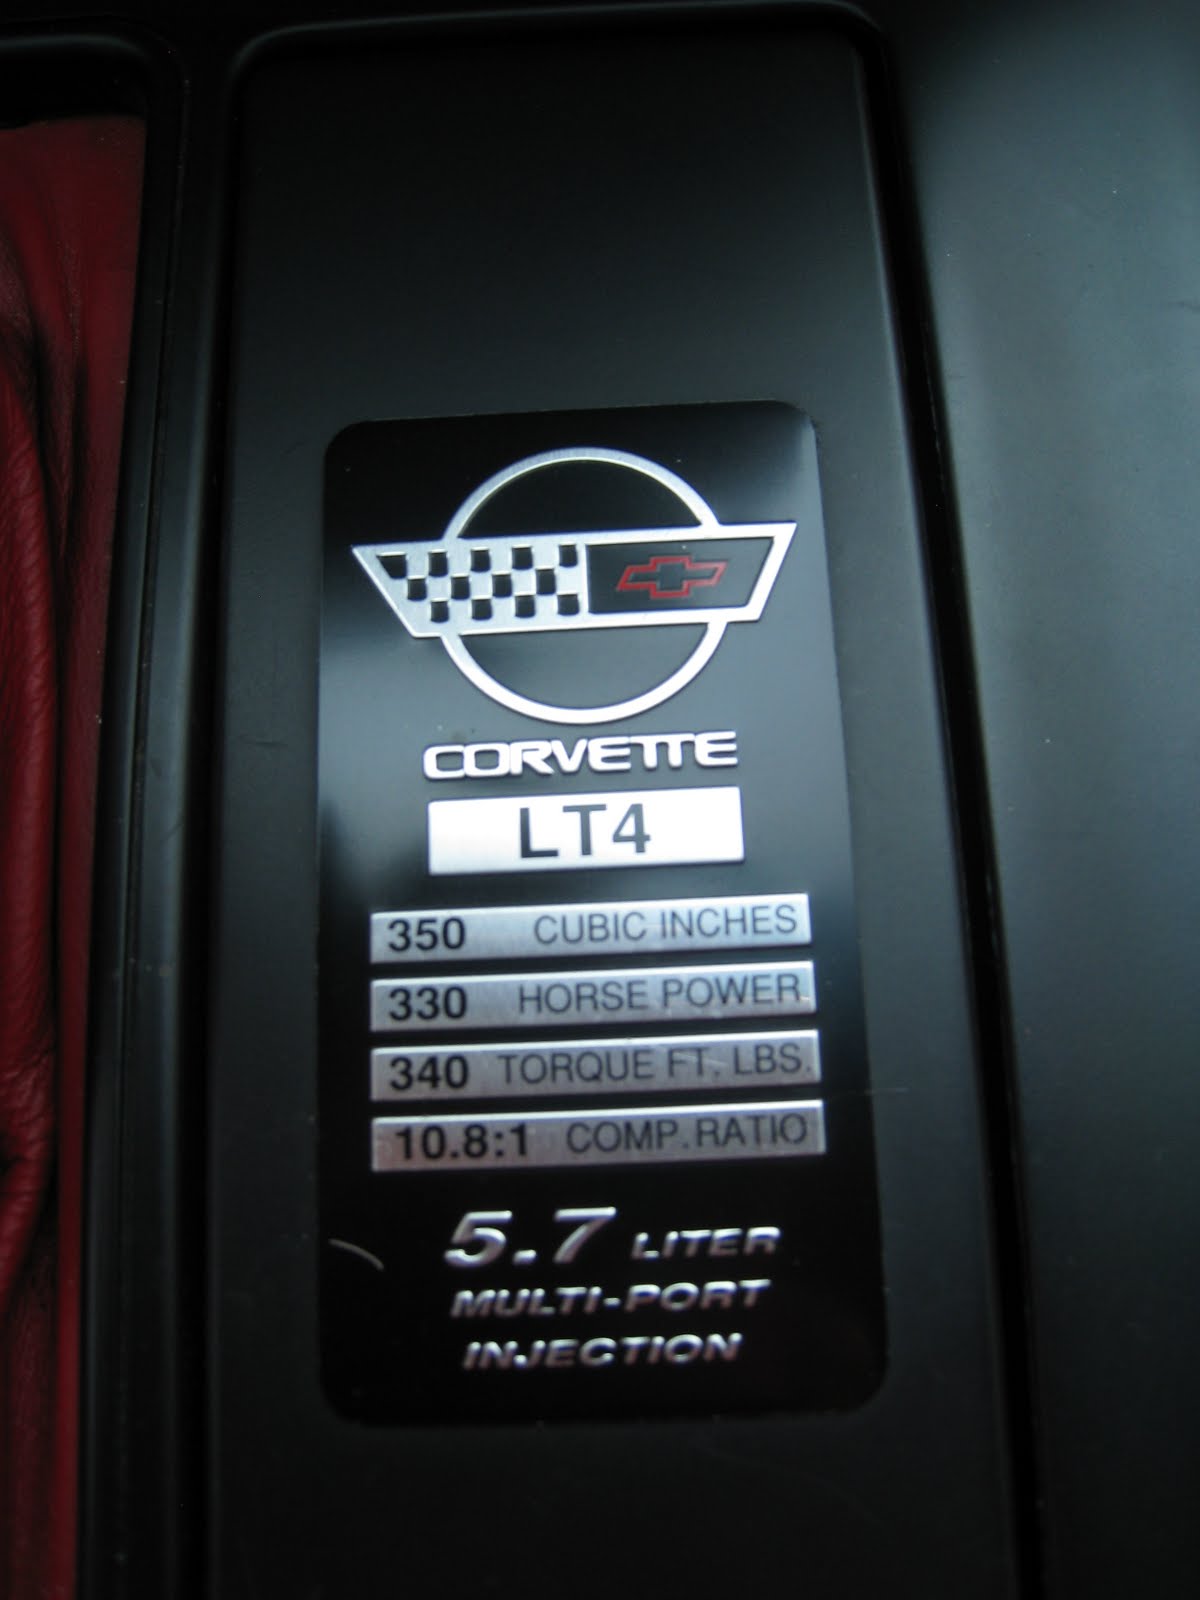 CORVETTE
LT4
350 CUBIC INCHES
330 HORSE POWER
340 TORQUE FT. LBS.
10.8:1 COMP. RATIO
5.7 LITER
MULTI-PORT
INJECTION